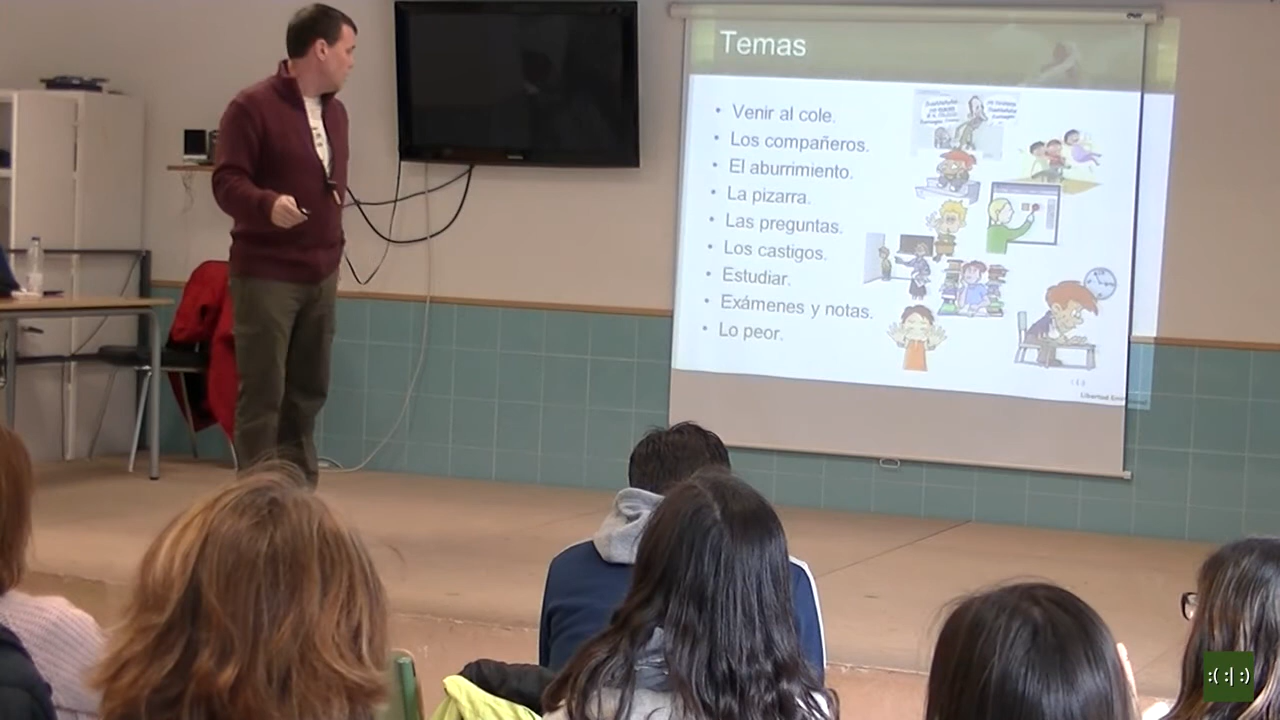 Temas
• Venir al cole.
• Los compañeros.
• El aburrimiento.
• La pizarra.
• Las preguntas.
• Los castigos.
• Estudiar.
• Exámenes y notas.
• Lo peor.
:( :| :)